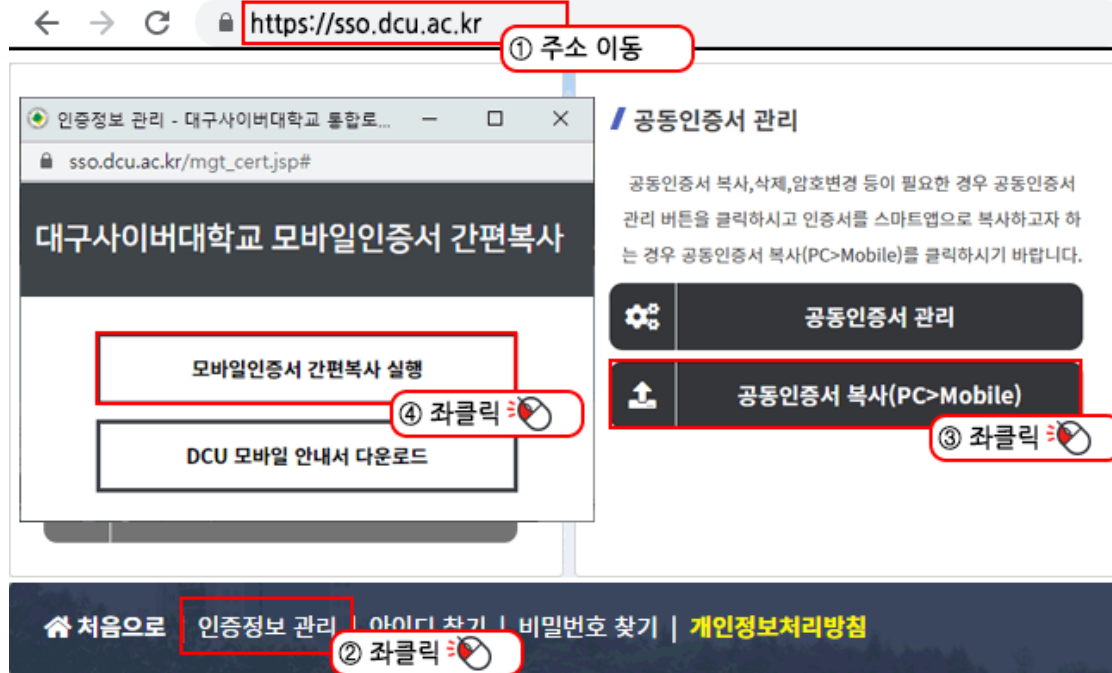 https://sso.dcu.ac.kr
① 주소 이동
인증정보 관리 - 대구사이버대학교 통합로...
sso.dcu.ac.kr/mgt_cert.jsp#
대구사이버대학교 모바일인증서 간편복사
모바일인증서 간편복사 실행
④ 좌클릭
DCU 모바일 안내서 다운로드
공동인증서 관리
공동인증서 복사,삭제,암호변경 등이 필요한 경우 공동인증서
관리 버튼을 클릭하시고 인증서를 스마트앱으로 복사하고자 하
는 경우 공동인증서 복사(PC>Mobile)를 클릭하시기 바랍니다.
공동인증서 관리
공동인증서 복사(PC>Mobile)
③ 좌클릭
처음으로 | 인증정보 관리 | 아이디 찾기 | 비밀번호 찾기 | 개인정보처리방침
② 좌클릭